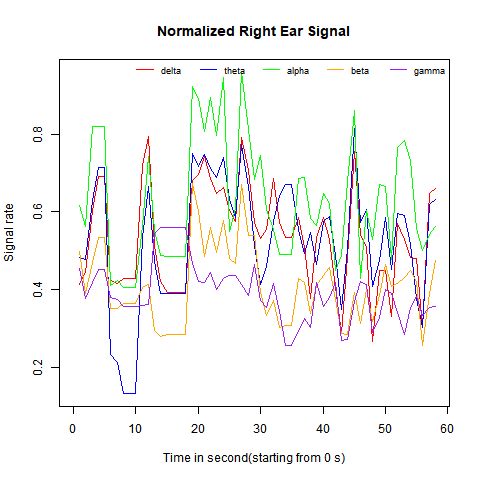 Normalized Right Ear Signal
delta theta alpha beta gamma
Signal rate
0.8
0.6
0.4
0.2
0 10 20 30 40 50 60
Time in second(starting from 0 s)